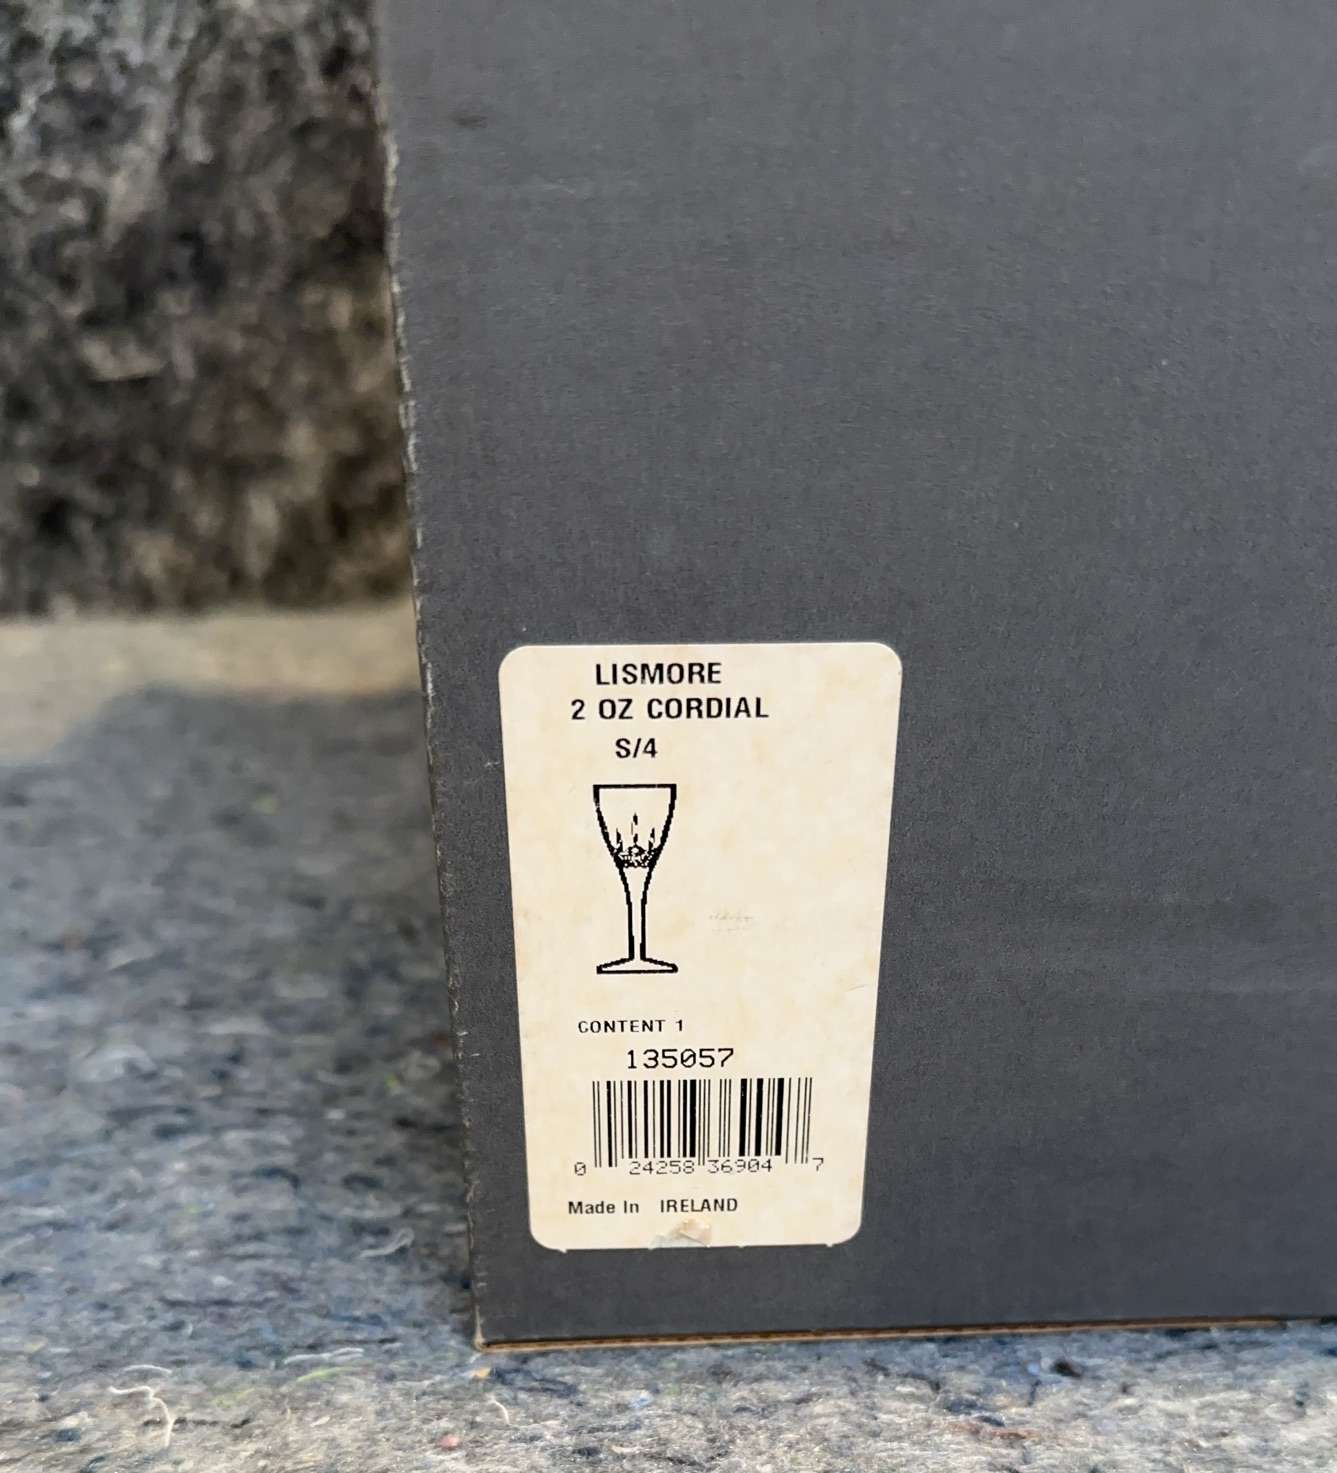 LISMORE
2 OZ CORDIAL
S/4
CONTENT 1
135057
0 24258 36904 7
Made In IRELAND